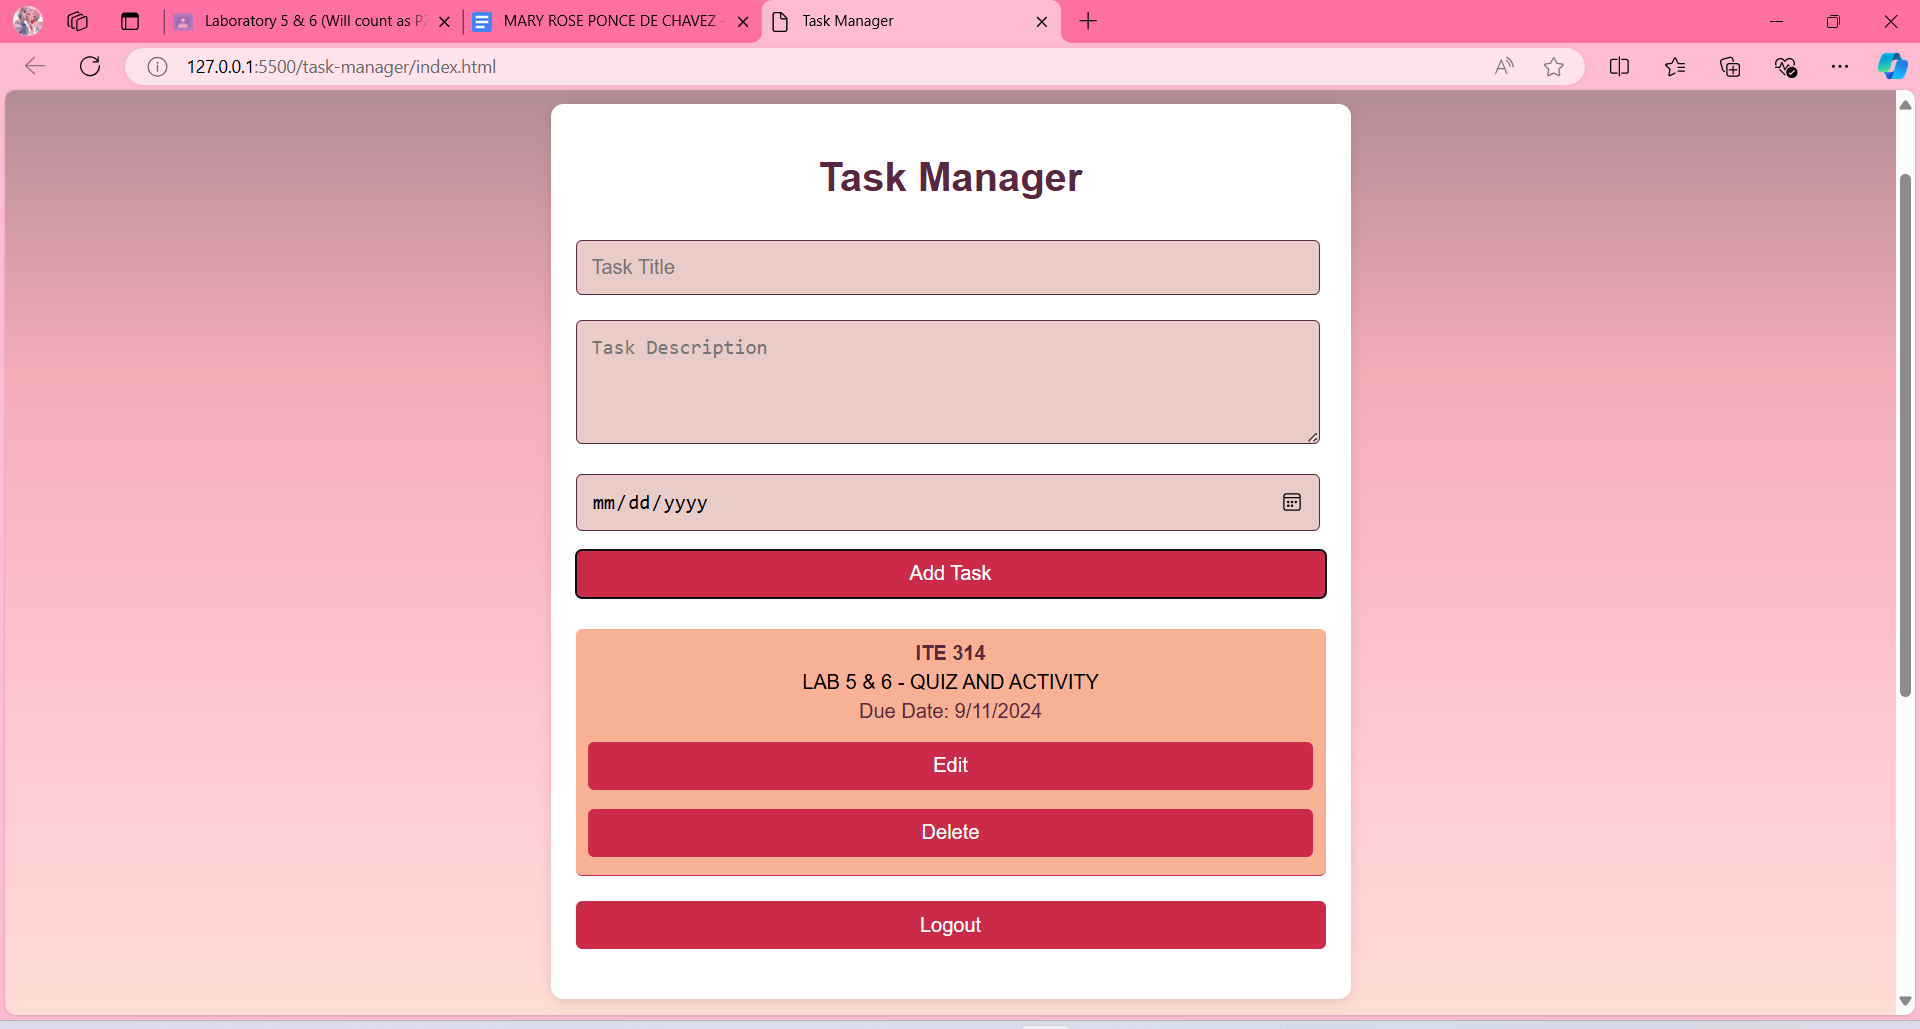 Laboratory 5 & 6 (Will count as P
MARY ROSE PONCE DE CHAVEZ -
Task Manager
127.0.0.1:5500/task-manager/index.html
Task Manager
Task Title
Task Description
mm/dd/yyyy
Add Task
ITE 314
LAB 5 & 6 - QUIZ AND ACTIVITY
Due Date: 9/11/2024
Edit
Delete
Logout